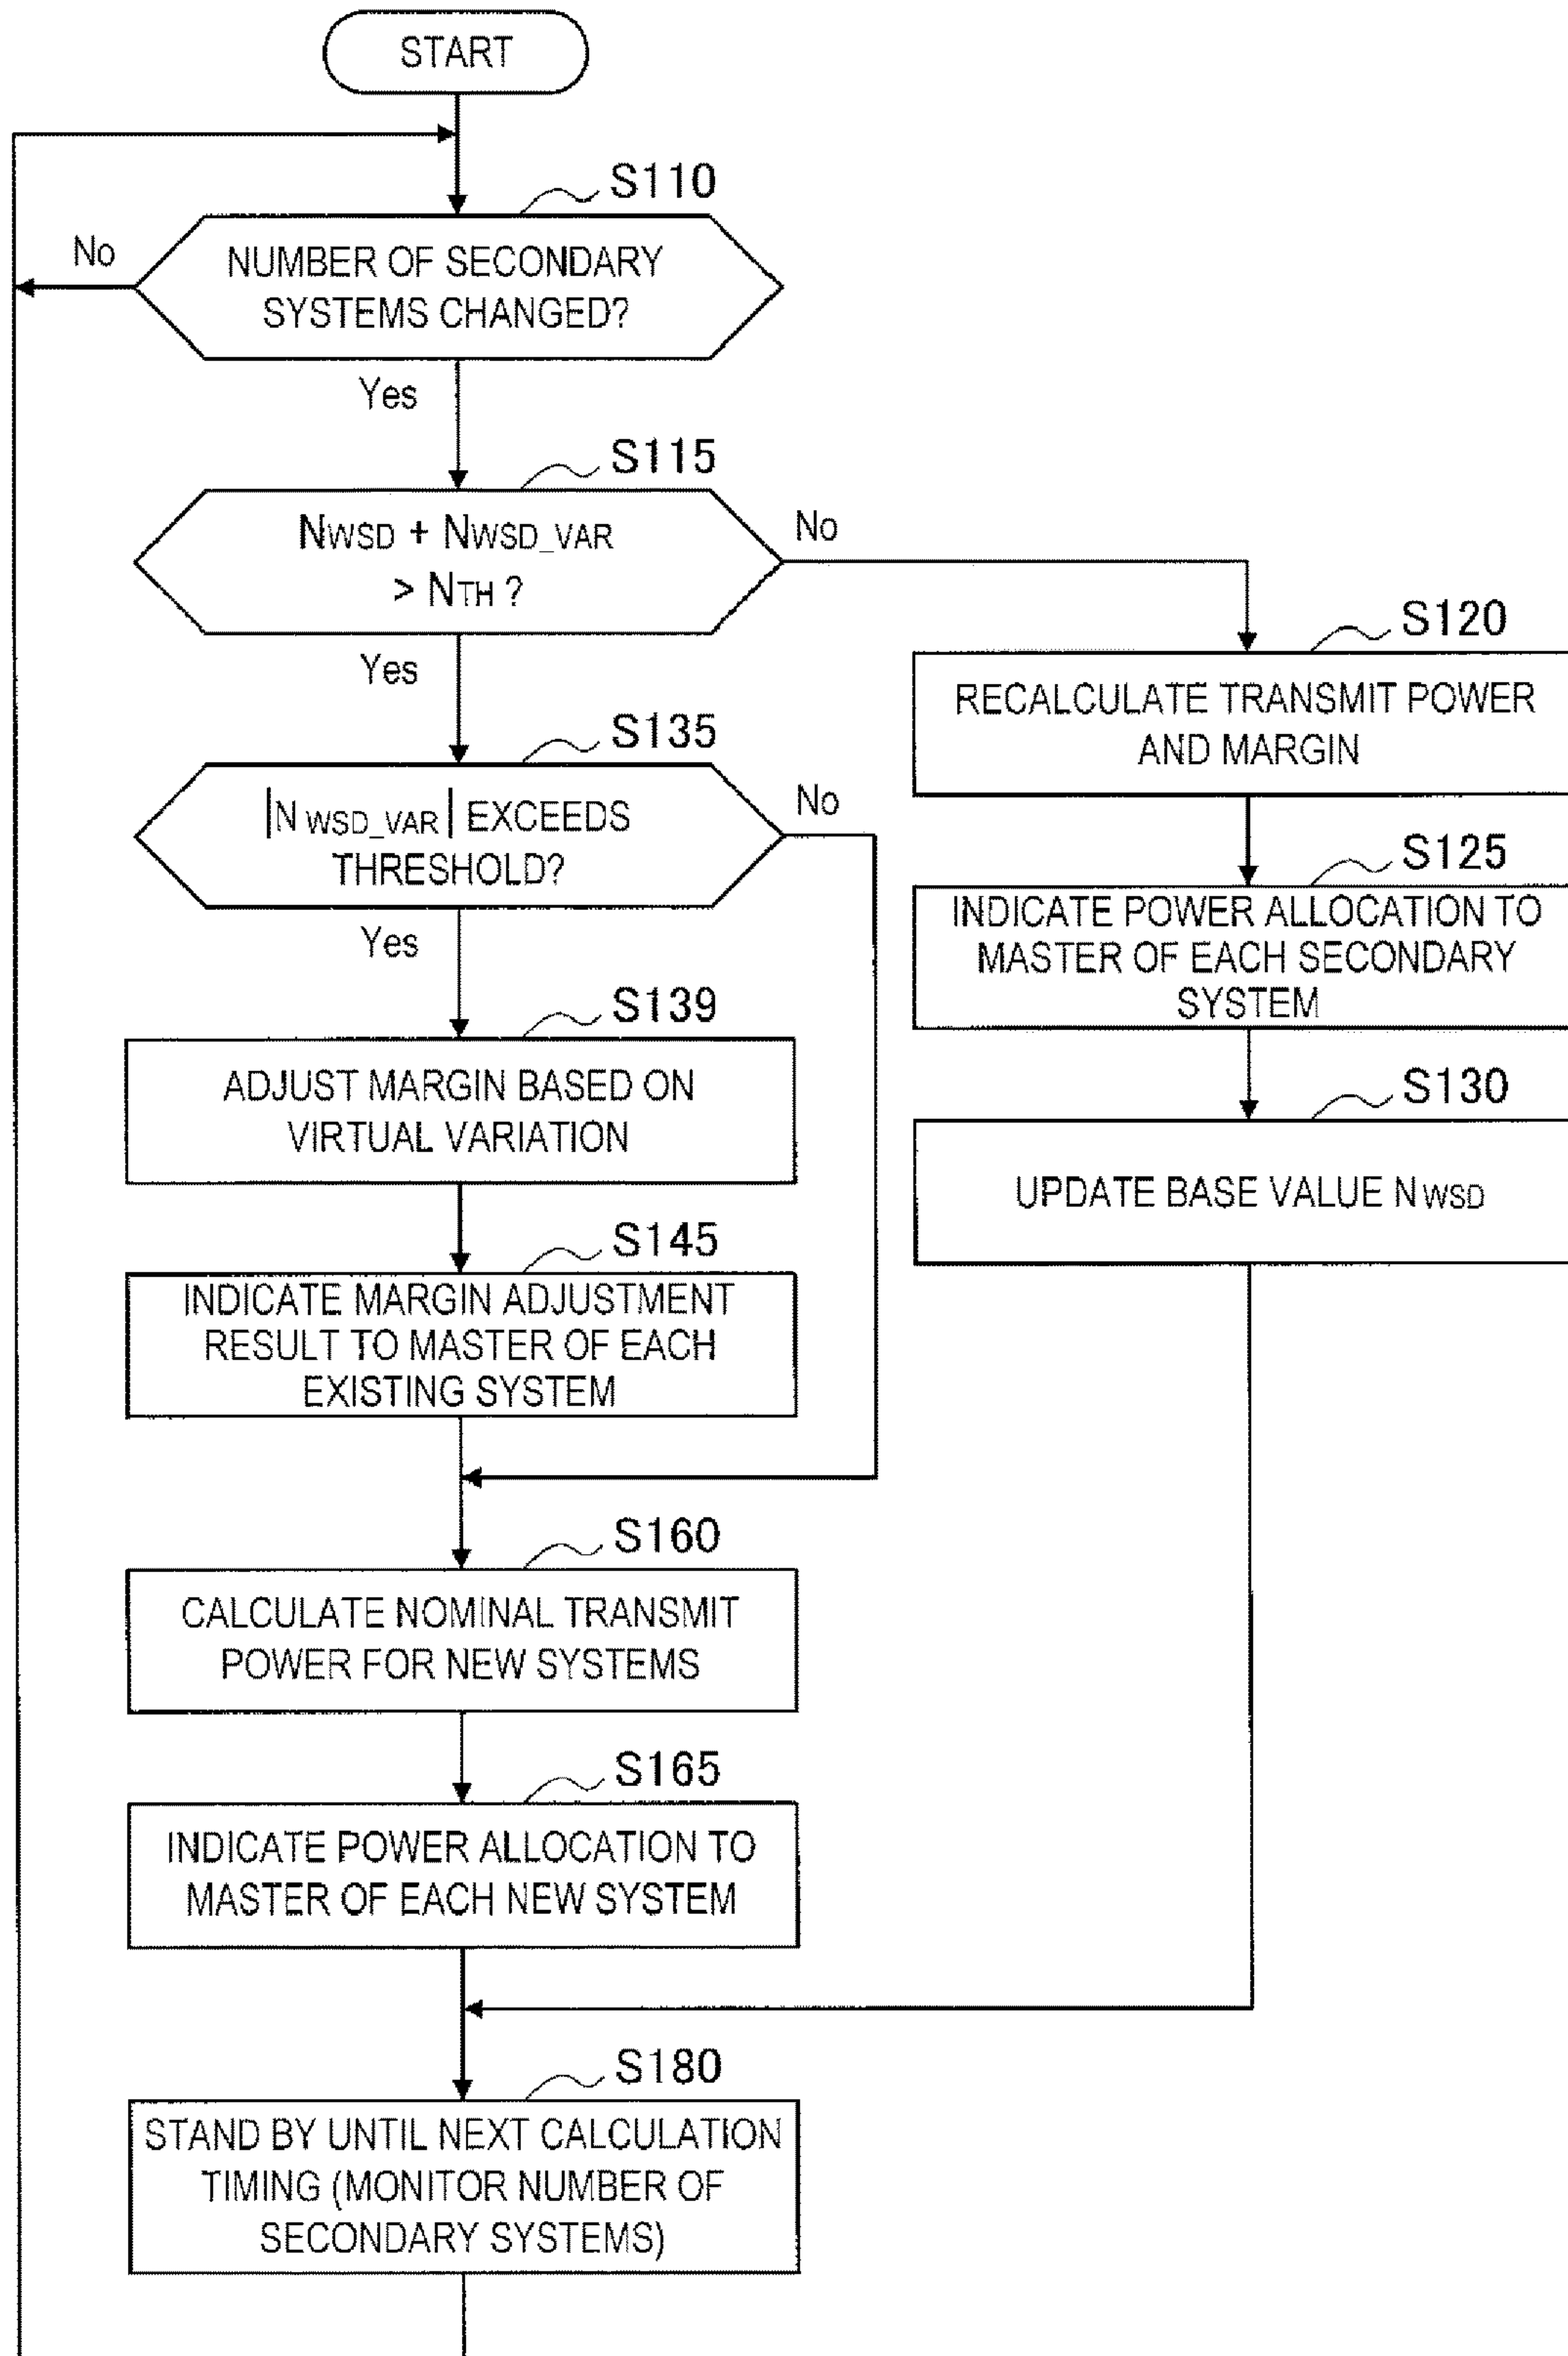 START
S110
No
NUMBER OF SECONDARY
SYSTEMS CHANGED?
Yes
S115
NWSD + NWSD_VAR
> NTH ?
No
Yes
S120
RECALCULATE TRANSMIT POWER
AND MARGIN
S135
|NWSD_VAR| EXCEEDS
THRESHOLD?
No
Yes
S125
INDICATE POWER ALLOCATION TO
MASTER OF EACH SECONDARY
SYSTEM
S139
ADJUST MARGIN BASED ON
VIRTUAL VARIATION
S130
UPDATE BASE VALUE NWSD
S145
INDICATE MARGIN ADJUSTMENT
RESULT TO MASTER OF EACH
EXISTING SYSTEM
S160
CALCULATE NOMINAL TRANSMIT
POWER FOR NEW SYSTEMS
S165
INDICATE POWER ALLOCATION TO
MASTER OF EACH NEW SYSTEM
S180
STAND BY UNTIL NEXT CALCULATION
TIMING (MONITOR NUMBER OF
SECONDARY SYSTEMS)